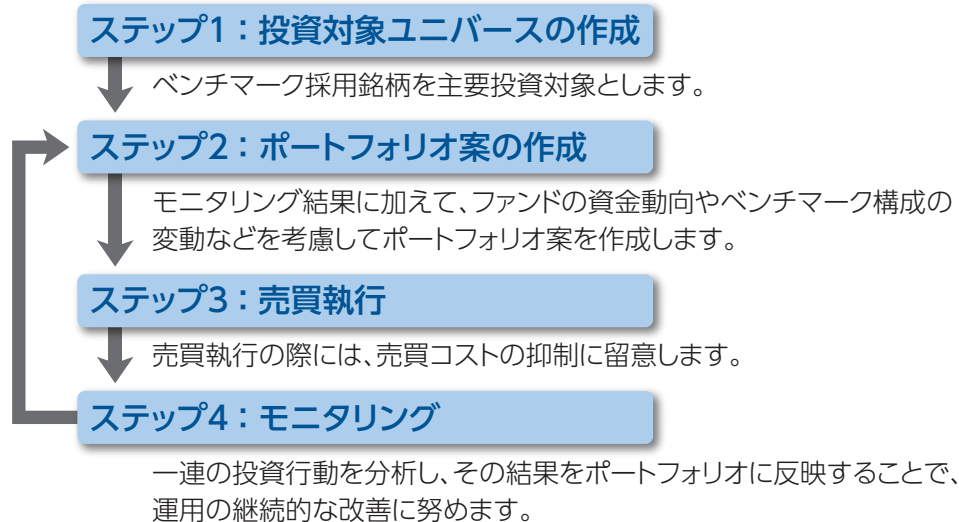 ステップ1：投資対象ユニバースの作成
ベンチマーク採用銘柄を主要投資対象とします。
ステップ2：ポートフォリオ案の作成
モニタリング結果に加えて、ファンドの資金動向やベンチマーク構成の
変動などを考慮してポートフォリオ案を作成します。
ステップ3：売買執行
売買執行の際には、売買コストの抑制に留意します。
ステップ4：モニタリング
一連の投資行動を分析し、その結果をポートフォリオに反映することで、
運用の継続的な改善に努めます。